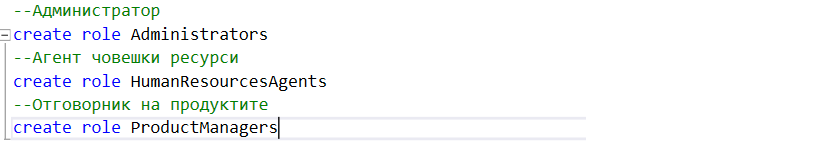 --Администратор
create role Administrators
--Агент човешки ресурси
create role HumanResourcesAgents
--Отговорник на продуктите
create role ProductManagers